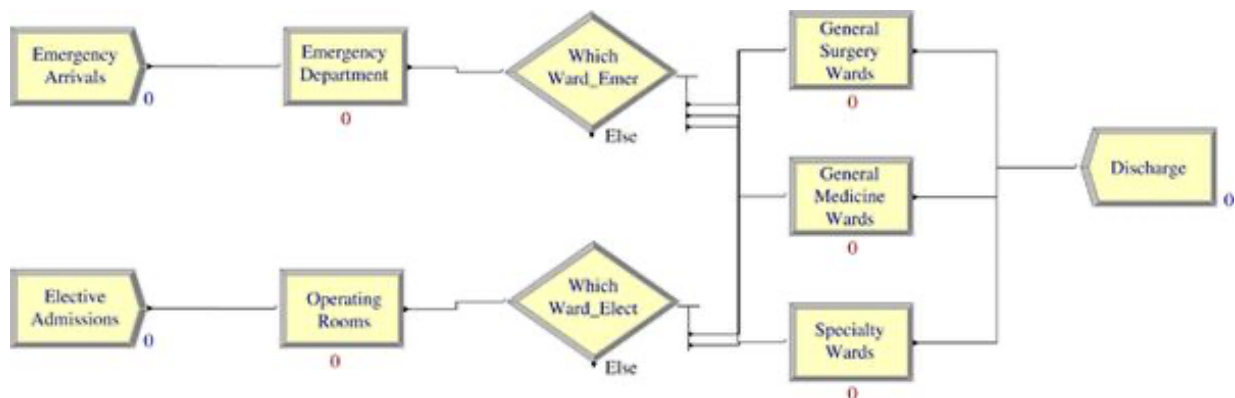 Emergency
Arrivals
0
Emergency
Department
0
Which
Ward_Emer
Else
General
Surgery
Wards
0
General
Medicine
Wards
0
Discharge
0
Elective
Admissions
0
Operating
Rooms
0
Which
Ward_Elect
Else
Specialty
Wards
0